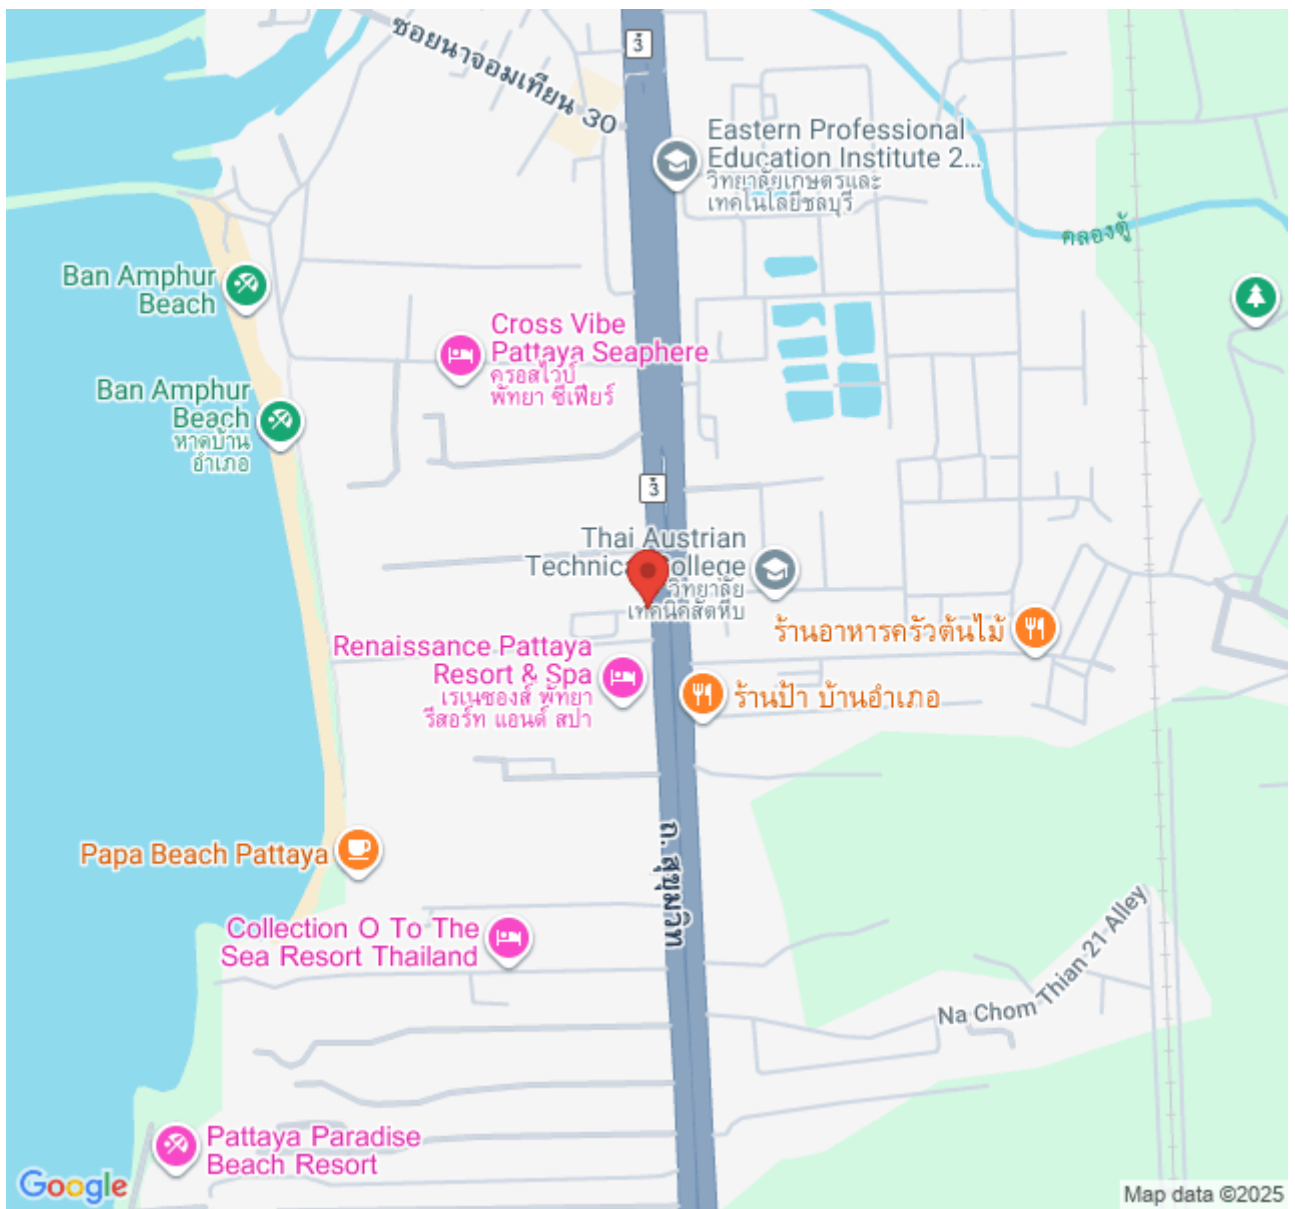 ซอยนาจอมเทียน 30
3
Eastern Professional
Education Institute 2...
วิทยาลัยเกษตรและ
เทคโนโลยีชลบุรี
คลองตู้
Ban Amphur
Beach
Cross Vibe
Pattaya Seaphere
ครอสไวบ์
พัทยา ซีเฟียร์
Ban Amphur
Beach
หาดบ้าน
อำเภอ
3
Thai Austrian
Technical College
วิทยาลัย
เทคนิคสัตหีบ
ร้านอาหารครัวต้นไม้
Renaissance Pattaya
Resort & Spa
เรเนซองส์ พัทยา
รีสอร์ท แอนด์ สปา
ร้านป้า บ้านอำเภอ
ถ. สุขุมวิท
Papa Beach Pattaya
Collection O To The
Sea Resort Thailand
Na Chom Thian 21 Alley
Pattaya Paradise
Beach Resort
Google
Map data ©2025